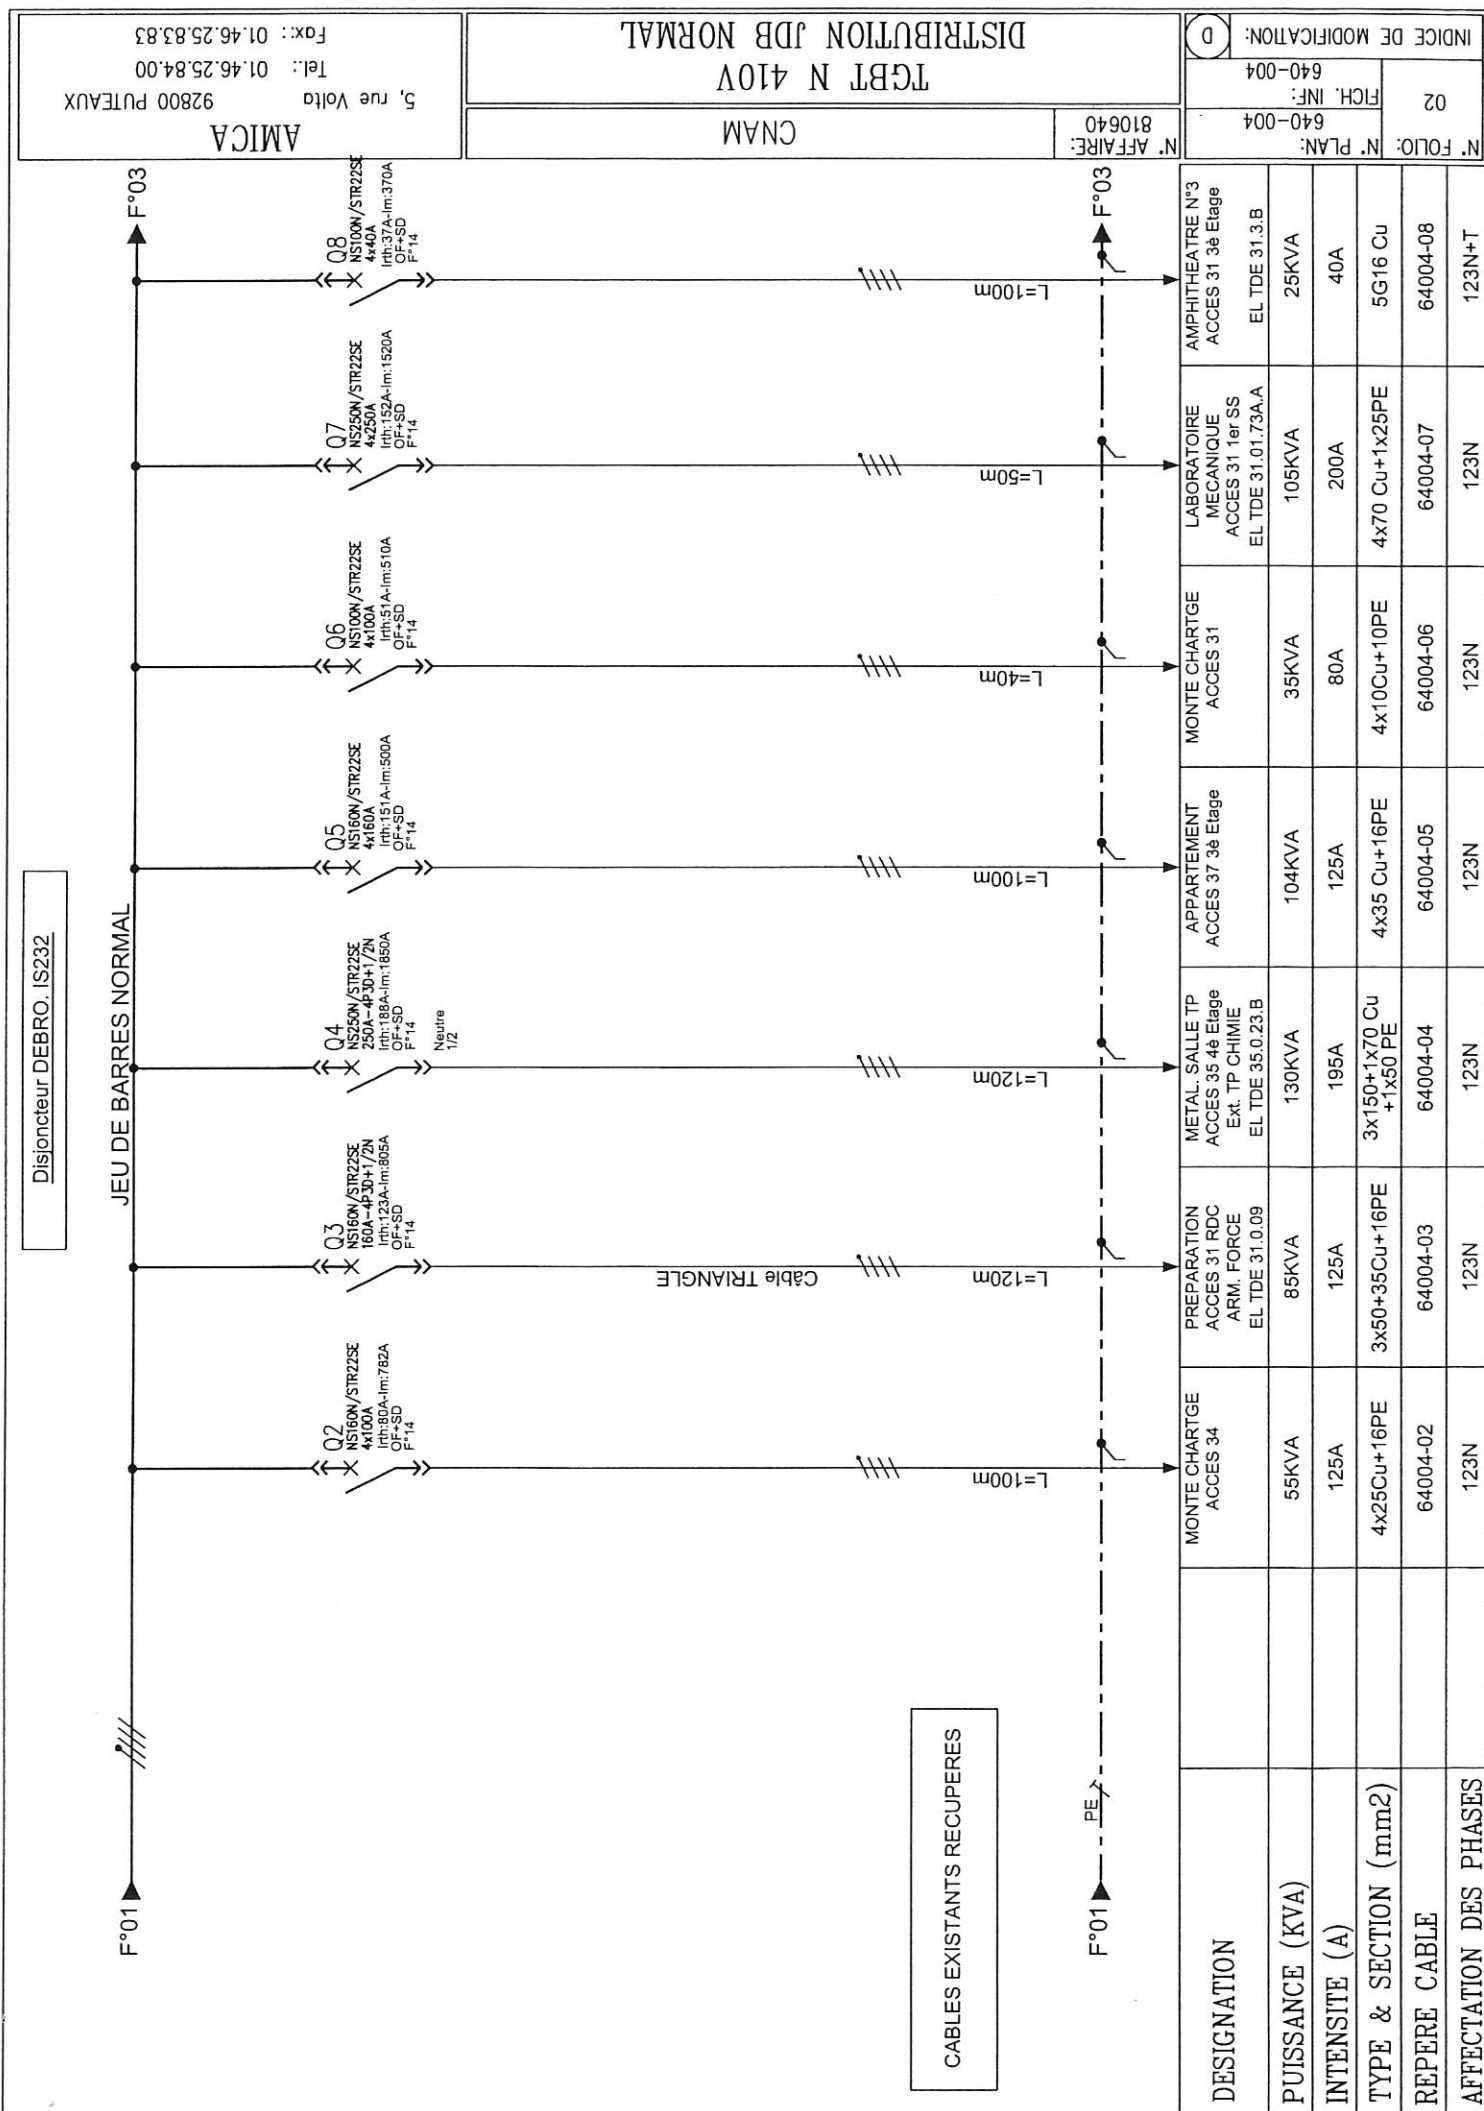 Disjoncteur DEBRO. IS232
JEU DE BARRES NORMAL
F°01
F°03
Q2
NS160N/STR22SE
4x100A
Irth:80A-Im:782A
OF+SD
F°14
L=100m
Q3
NS160N/STR22SE
160A-4P3D+1/2N
Irth:123A-Im:805A
OF+SD
F°14
Câble TRIANGLE
L=120m
Q4
NS250N/STR22SE
250A-4P3D+1/2N
Irth:188A-Im:1850A
OF+SD
F°14
Neutre
1/2
L=120m
Q5
NS160N/STR22SE
4x160A
Irth:151A-Im:500A
OF+SD
F°14
L=100m
Q6
NS100N/STR22SE
4x100A
Irth:51A-Im:510A
OF+SD
F°14
L=40m
Q7
NS250N/STR22SE
4x250A
Irth:152A-Im:1520A
OF+SD
F°14
L=50m
Q8
NS100N/STR22SE
4x40A
Irth:37A-Im:370A
OF+SD
F°14
L=100m
CABLES EXISTANTS RECUPERES
F°01
PE
F°03
DESIGNATION
MONTE CHARTGE
ACCES 34
PREPARATION
ACCES 31 RDC
ARM. FORCE
EL TDE 31.0.09
METAL. SALLE TP
ACCES 35 4è Etage
Ext. TP CHIMIE
EL TDE 35.0.23.B
APPARTEMENT
ACCES 37 3è Etage
MONTE CHARTGE
ACCES 31
LABORATOIRE
MECANIQUE
ACCES 31 1er SS
EL TDE 31.01.73A.A
AMPHITHEATRE N°3
ACCES 31 3è Etage
EL TDE 31.3.B
PUISSANCE (KVA) 55KVA 85KVA 130KVA 104KVA 35KVA 105KVA 25KVA
INTENSITE (A) 125A 125A 195A 125A 80A 200A 40A
TYPE & SECTION (mm2) 4x25Cu+16PE 3x50+35Cu+16PE 3x150+1x70 Cu
+1x50 PE
4x35 Cu+16PE 4x10Cu+10PE 4x70 Cu+1x25PE 5G16 Cu
REPERE CABLE 64004-02 64004-03 64004-04 64004-05 64004-06 64004-07 64004-08
AFFECTATION DES PHASES 123N 123N 123N 123N 123N 123N 123N+T
AMICA
5, rue Volta 92800 PUTEAUX
Tel.: 01.46.25.84.00
Fax:: 01.46.25.83.83
CNAM
N° AFFAIRE:
810640
TGBT N 410V
DISTRIBUTION JDB NORMAL
N° FOLIO:
02
N° PLAN:
640-004
FICH. INF:
640-004
INDICE DE MODIFICATION: D